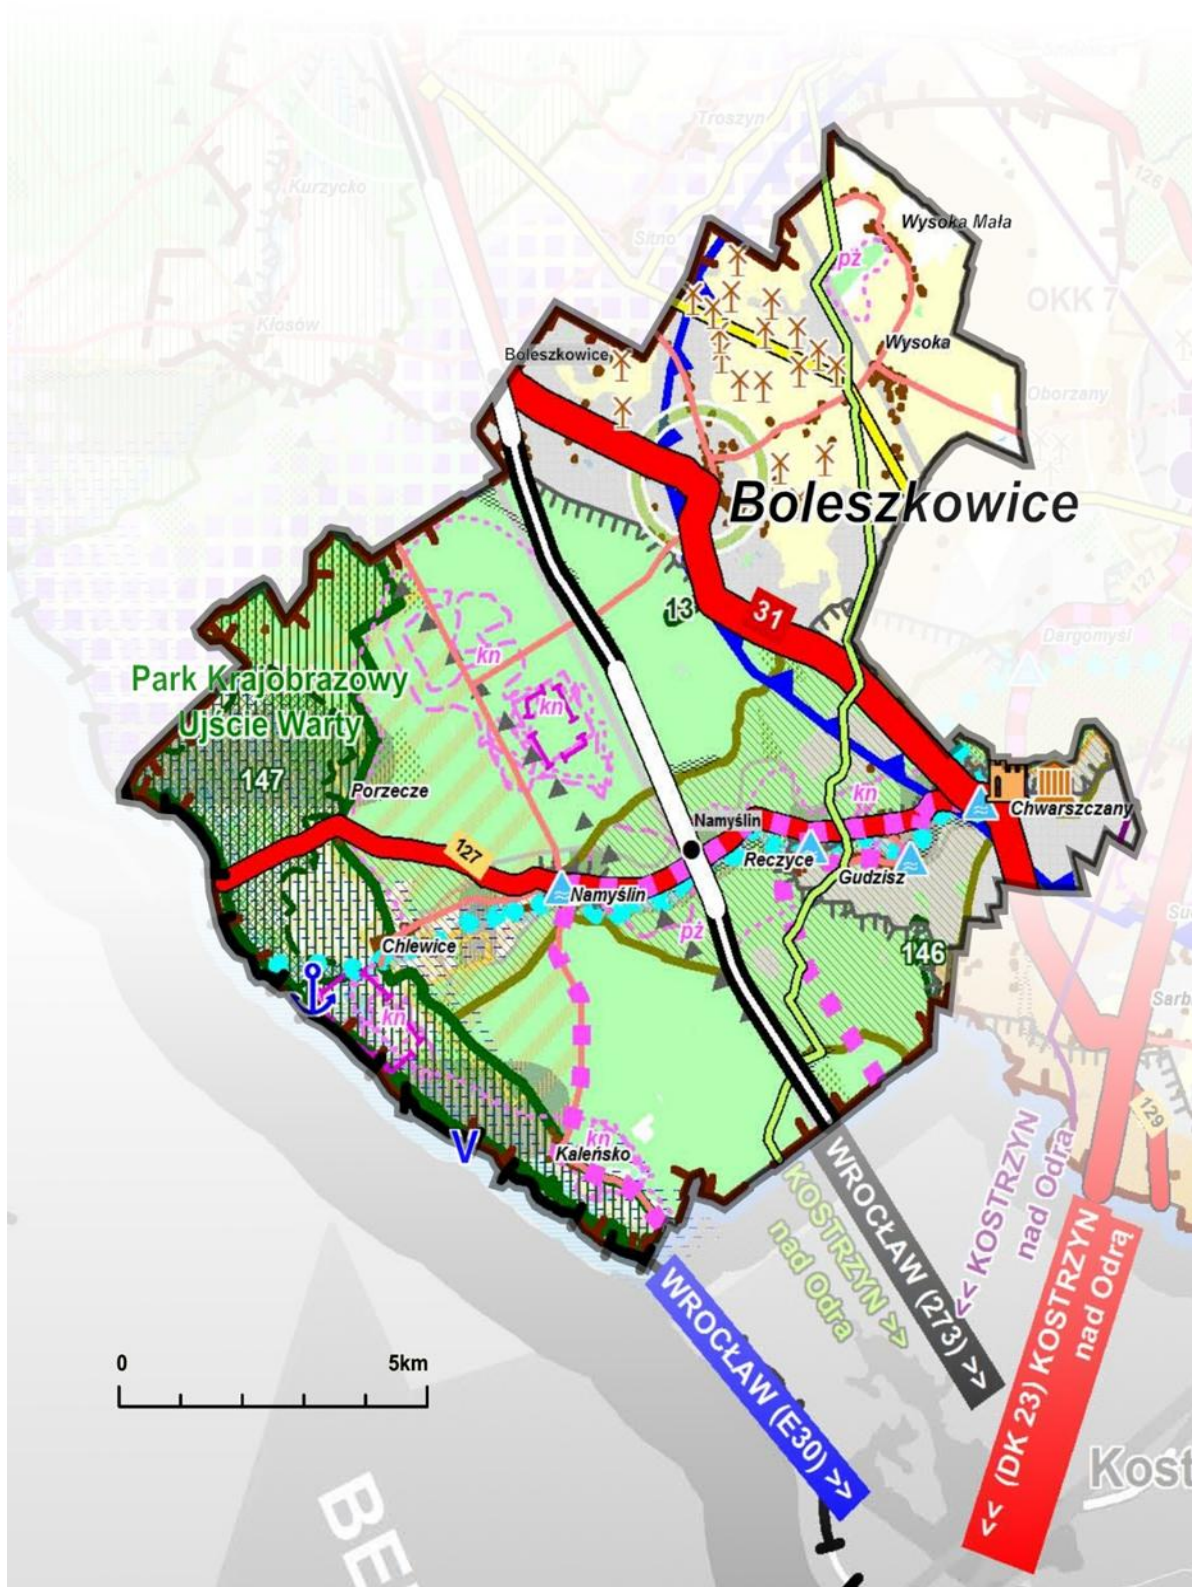 Troszyn
126
Kurzycko
Wysoka Mała
Sitno
pż
OKK 7
Kłosów
Boleszkowice
Wysoka
Oborzany
Boleszkowice
127
13
31
Dargomyśl
kn
Park Krajobrazowy
Ujście Warty
kn
147
Porzecze
kn
Chwarszczany
Namyślin
127
Reczyce
Gudzisz
Namyślin
pż
Chlewice
146
kn
129
V
kn
Kaleńsko
<< KOSTRZYN
nad Odrą
KOSTRZYN >>
nad Odrą
WROCŁAW (273) >>
<< (DK 23) KOSTRZYN
nad Odrą
WROCŁAW (E30) >>
0 5km